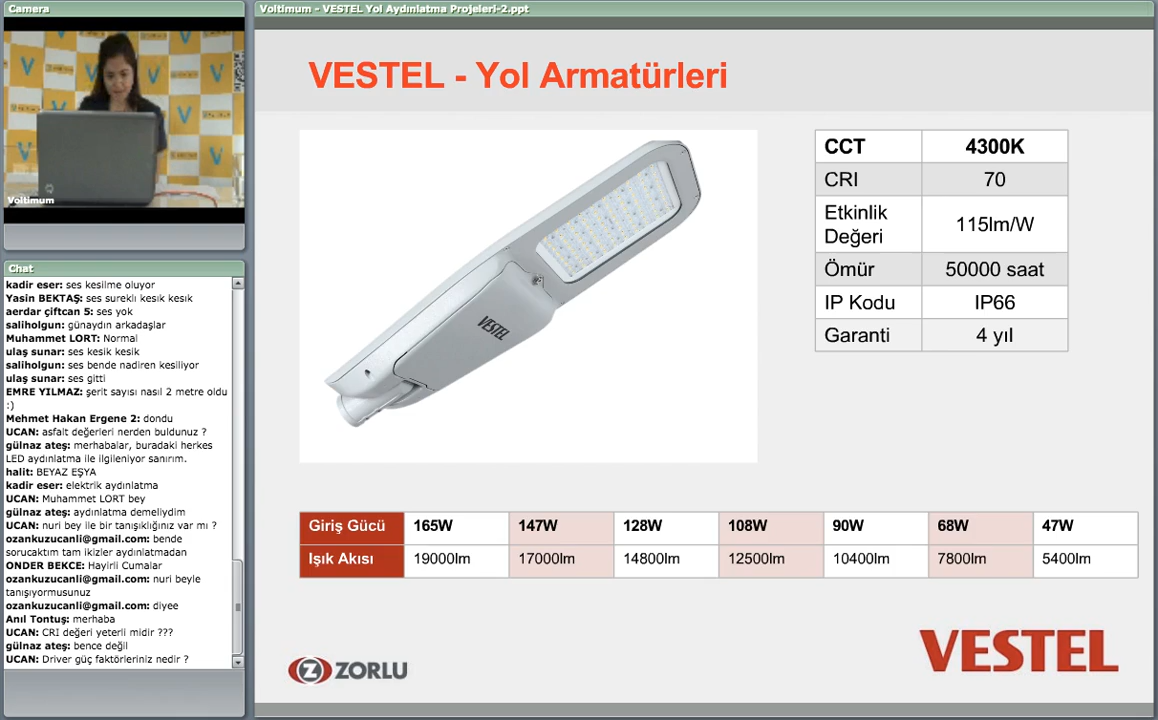 Camera
Voltimum
Chat
kadir eser: ses kesilme oluyor
Yasin BEKTAŞ: ses sureklı kesık kesık
aerdar çiftcan 5: ses yok
saliholgun: günaydın arkadaşlar
Muhammet LORT: Normal
ulaş sunar: ses kesik kesik
saliholgun: ses bende nadiren kesiliyor
ulaş sunar: ses gitti
EMRE YILMAZ: şerit sayısı nasıl 2 metre oldu
:)
Mehmet Hakan Ergene 2: dondu
UCAN: asfalt değerleri nerden buldunuz ?
gülnaz ateş: merhabalar, buradaki herkes
LED aydınlatma ile ilgileniyor sanırım.
halit: BEYAZ EŞYA
kadir eser: elektrik aydınlatma
UCAN: Muhammet LORT bey
gülnaz ateş: aydınlatma demeliydim
UCAN: nuri bey ile bir tanışıklığınız var mı ?
ozankuzucanli@gmail.com: bende
sorucaktım tam ikizler aydınlatmadan
ONDER BEKCE: Hayirli Cumalar
ozankuzucanli@gmail.com: nuri beyle
tanışıyormusunuz
ozankuzucanli@gmail.com: diyee
Anıl Tontuş: merhaba
UCAN: CRI değeri yeterli midir ???
gülnaz ateş: bence değil
UCAN: Driver güç faktörleriniz nedir ?
Voltimum - VESTEL Yol Aydınlatma Projeleri-2.ppt
VESTEL - Yol Armatürleri
VESTEL
CCT 4300K
CRI 70
Etkinlik
Değeri 115lm/W
Ömür 50000 saat
IP Kodu IP66
Garanti 4 yıl
Giriş Gücü 165W 147W 128W 108W 90W 68W 47W
Işık Akısı 19000lm 17000lm 14800lm 12500lm 10400lm 7800lm 5400lm
Z ZORLU
VESTEL